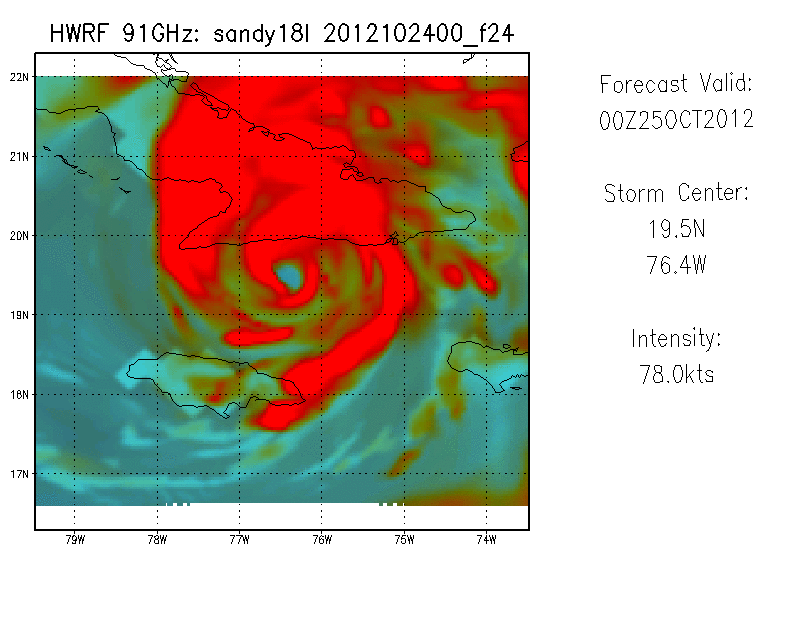 HWRF 91GHz: sandy18l 2012102400_f24
Forecast Valid:
00Z25OCT2012
Storm Center:
19.5N
76.4W
Intensity:
78.0kts
22N
21N
20N
19N
18N
17N
79W 78W 77W 76W 75W 74W